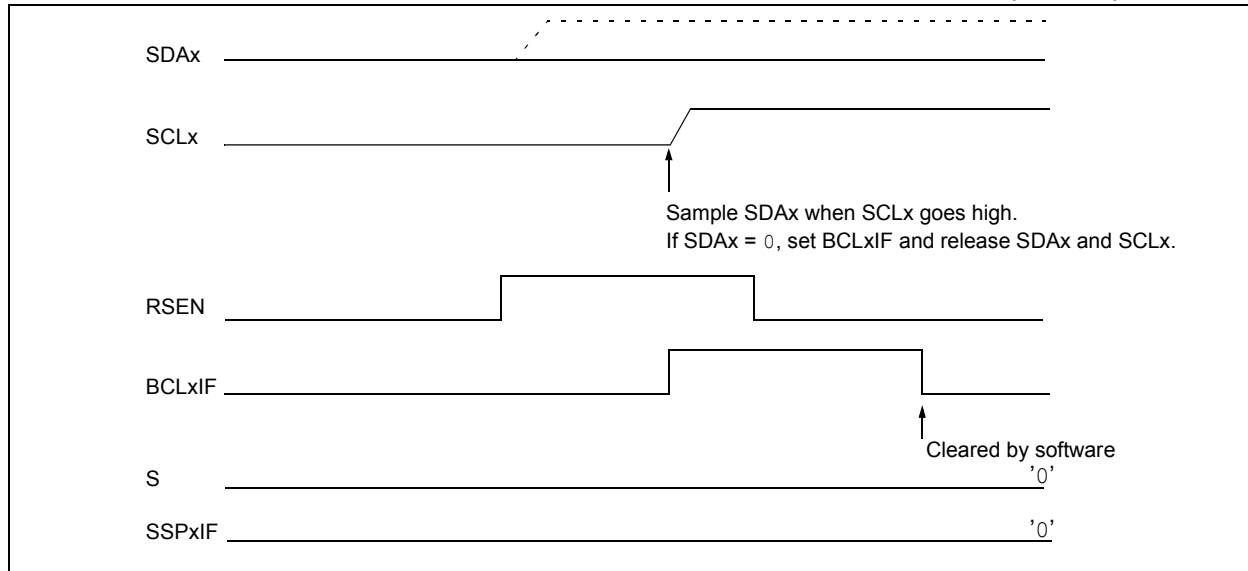 SDAx
SCLx
Sample SDAx when SCLx goes high.
If SDAx = 0, set BCLxIF and release SDAx and SCLx.
RSEN
BCLxIF
Cleared by software
S
'0'
SSPxIF
'0'